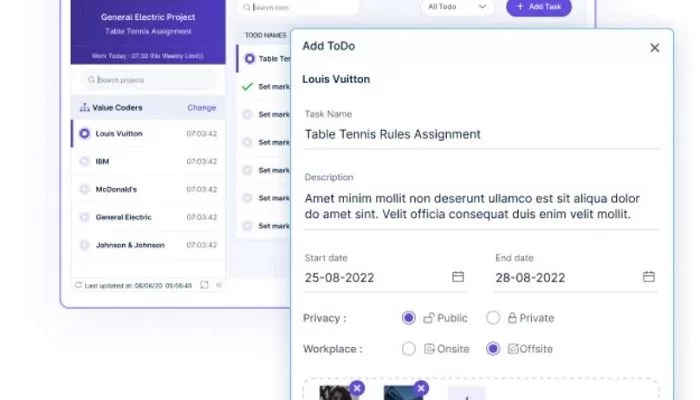 General Electric Project
Table Tennis Assignment
Work Today : 07:30 (No Weekly Limit))
Search projects
Value Coders
Change
Louis Vuitton
07:03:42
IBM
07:03:42
McDonald's
07:03:42
General Electric
07:03:42
Johnson & Johnson
07:03:42
Last updated at: 06/06/20 05:56:45
Search todo
All Todo
+ Add Task
TODO NAMES
Table Ten
Set mark
Set mark
Set mark
Set mark
Set mark
Set mark
Add ToDo
Louis Vuitton
Task Name
Table Tennis Rules Assignment
Description
Amet minim mollit non deserunt ullamco est sit aliqua dolor
do amet sint. Velit officia consequat duis enim velit mollit.
Start date
End date
25-08-2022
28-08-2022
Privacy :
Public
Private
Workplace :
Onsite
Offsite